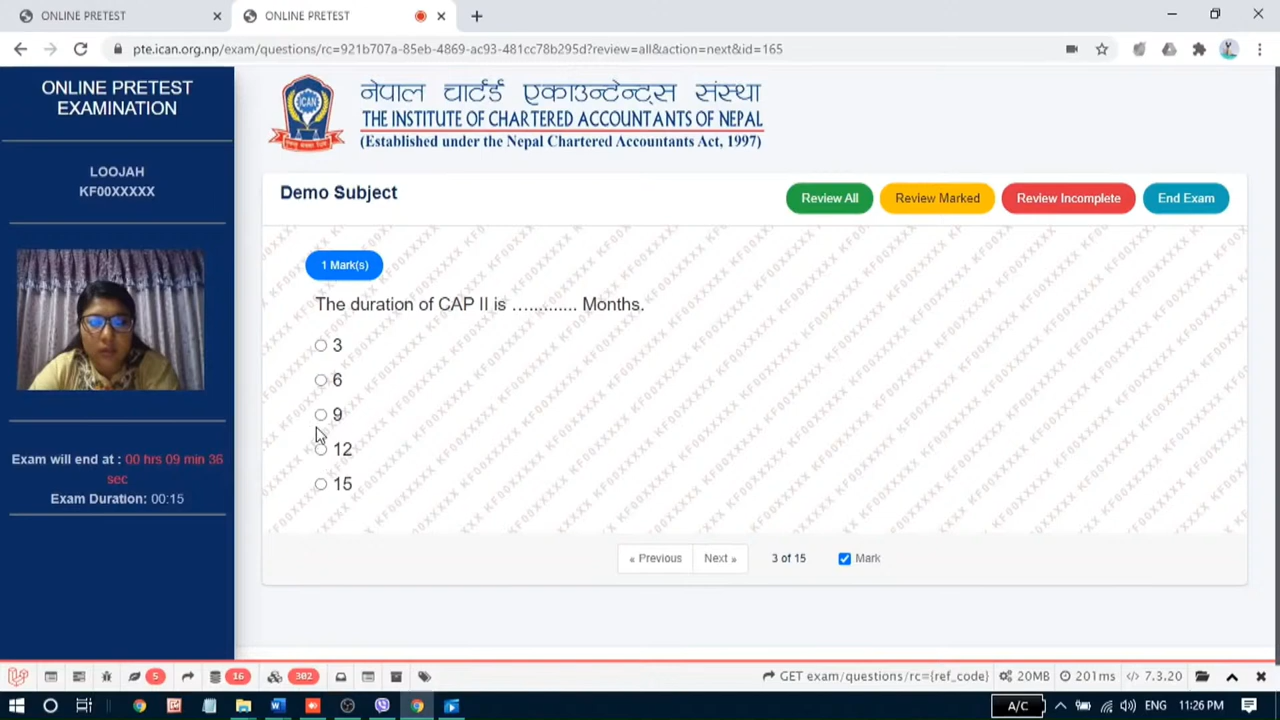 ONLINE PRETEST
ONLINE PRETEST
pte.ican.org.np/exam/questions/rc=921b707a-85eb-4869-ac93-481cc78b295d?review=all&action=next&id=165
ONLINE PRETEST
EXAMINATION
LOOJAH
KF00XXXXX
Exam will end at : 00 hrs 09 min 36
sec
Exam Duration: 00:15
ICAN
नेपाल चार्टर्ड एकाउन्टेन्ट्स संस्था
THE INSTITUTE OF CHARTERED ACCOUNTANTS OF NEPAL
(Established under the Nepal Chartered Accountants Act, 1997)
Demo Subject
Review All Review Marked Review Incomplete End Exam
1 Mark(s)
The duration of CAP II is ….......... Months.
3
6
9
12
15
« Previous Next » 3 of 15 Mark
5 16 302 GET exam/questions/rc={ref_code} 20MB 201ms 7.3.20
A/C ENG 11:26 PM